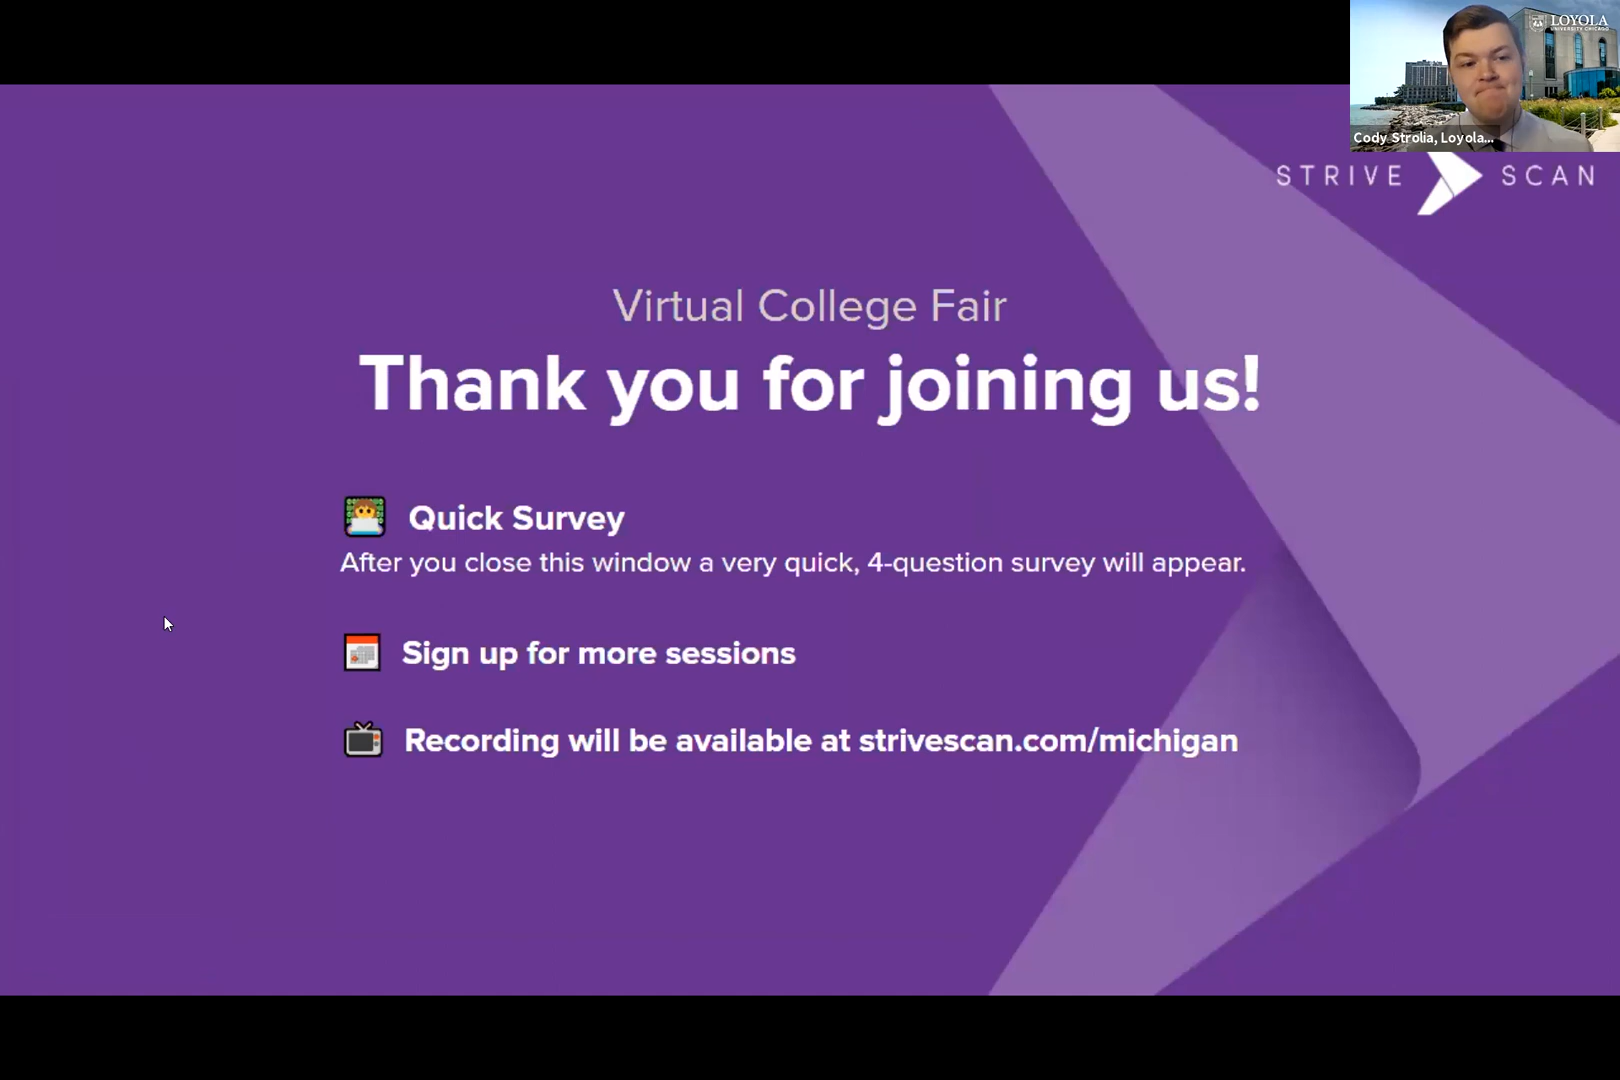 LOYOLA
UNIVERSITY CHICAGO
Cody Strolia, Loyola...
STRIVE SCAN
Virtual College Fair
Thank you for joining us!
Quick Survey
After you close this window a very quick, 4-question survey will appear.
Sign up for more sessions
Recording will be available at strivescan.com/michigan